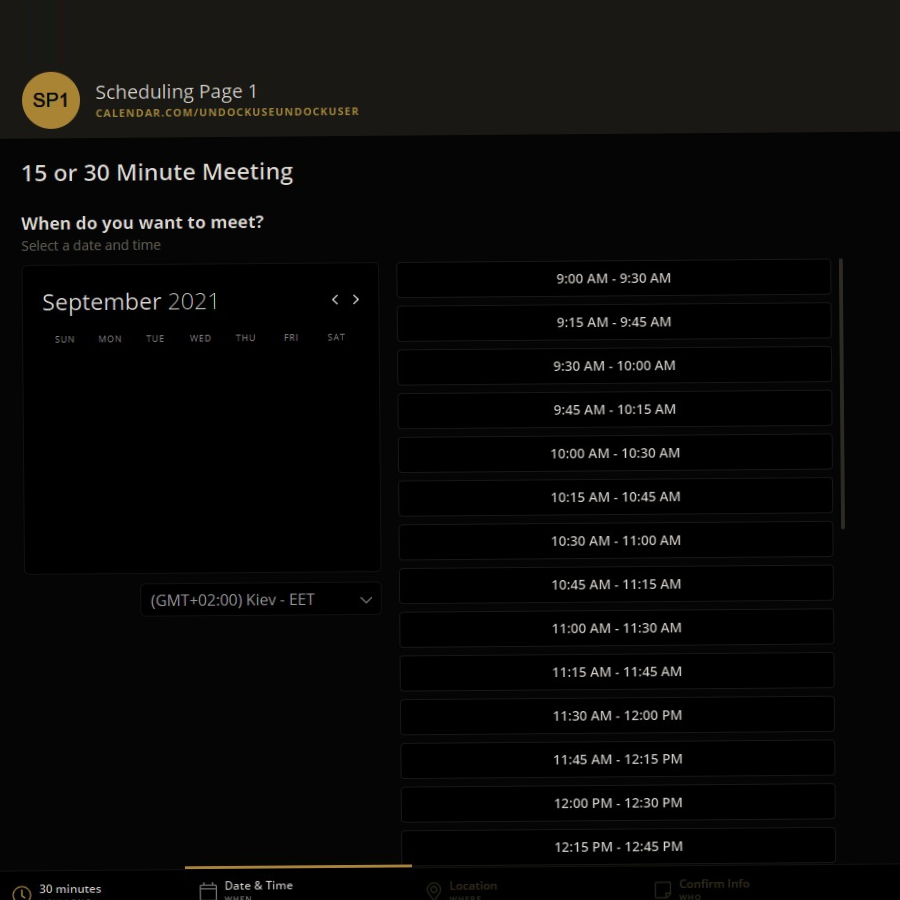 SP1
Scheduling Page 1
CALENDAR.COM/UNDOCKUSEUNDOCKUSER
15 or 30 Minute Meeting
When do you want to meet?
Select a date and time
September 2021
SUN MON TUE WED THU FRI SAT
(GMT+02:00) Kiev - EET
9:00 AM - 9:30 AM
9:15 AM - 9:45 AM
9:30 AM - 10:00 AM
9:45 AM - 10:15 AM
10:00 AM - 10:30 AM
10:15 AM - 10:45 AM
10:30 AM - 11:00 AM
10:45 AM - 11:15 AM
11:00 AM - 11:30 AM
11:15 AM - 11:45 AM
11:30 AM - 12:00 PM
11:45 AM - 12:15 PM
12:00 PM - 12:30 PM
12:15 PM - 12:45 PM
30 minutes
Date & Time
WHEN
Location
WHERE
Confirm Info
WHO